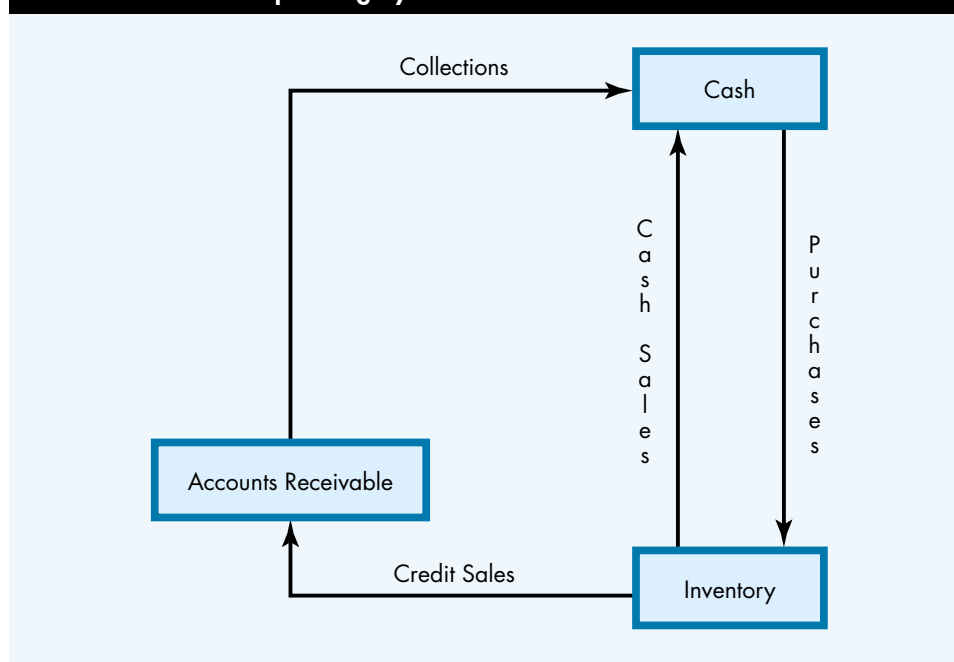 Collections
Cash
Cash Sales
Purchases
Accounts Receivable
Credit Sales
Inventory